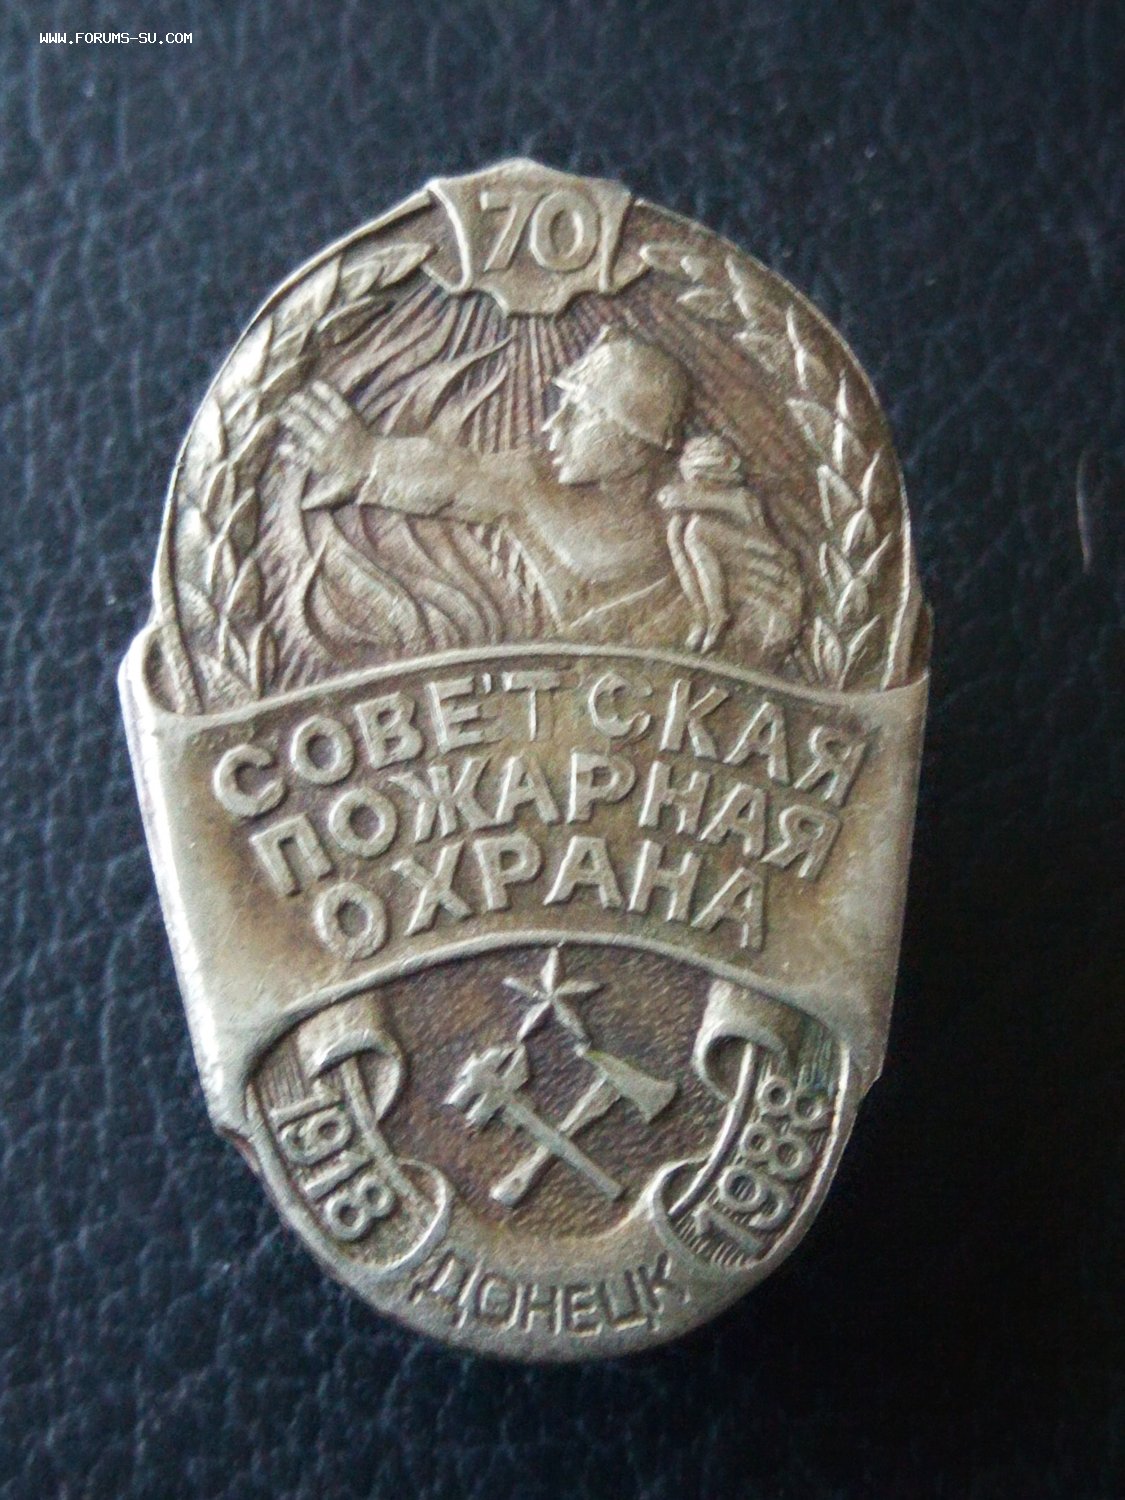 WWW.FORUMS-SU.COM
70
СОВЕТСКАЯ
ПОЖАРНАЯ
ОХРАНА
1918
1988
ДОНЕЦК